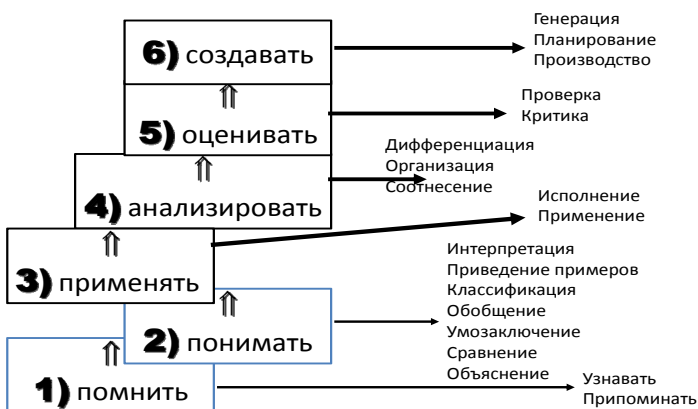 6) создавать
Генерация
Планирование
Производство
5) оценивать
Проверка
Критика
4) анализировать
Дифференциация
Организация
Соотнесение
3) применять
Исполнение
Применение
2) понимать
Интерпретация
Приведение примеров
Классификация
Обобщение
Умозаключение
Сравнение
Объяснение
1) помнить
Узнавать
Припоминать